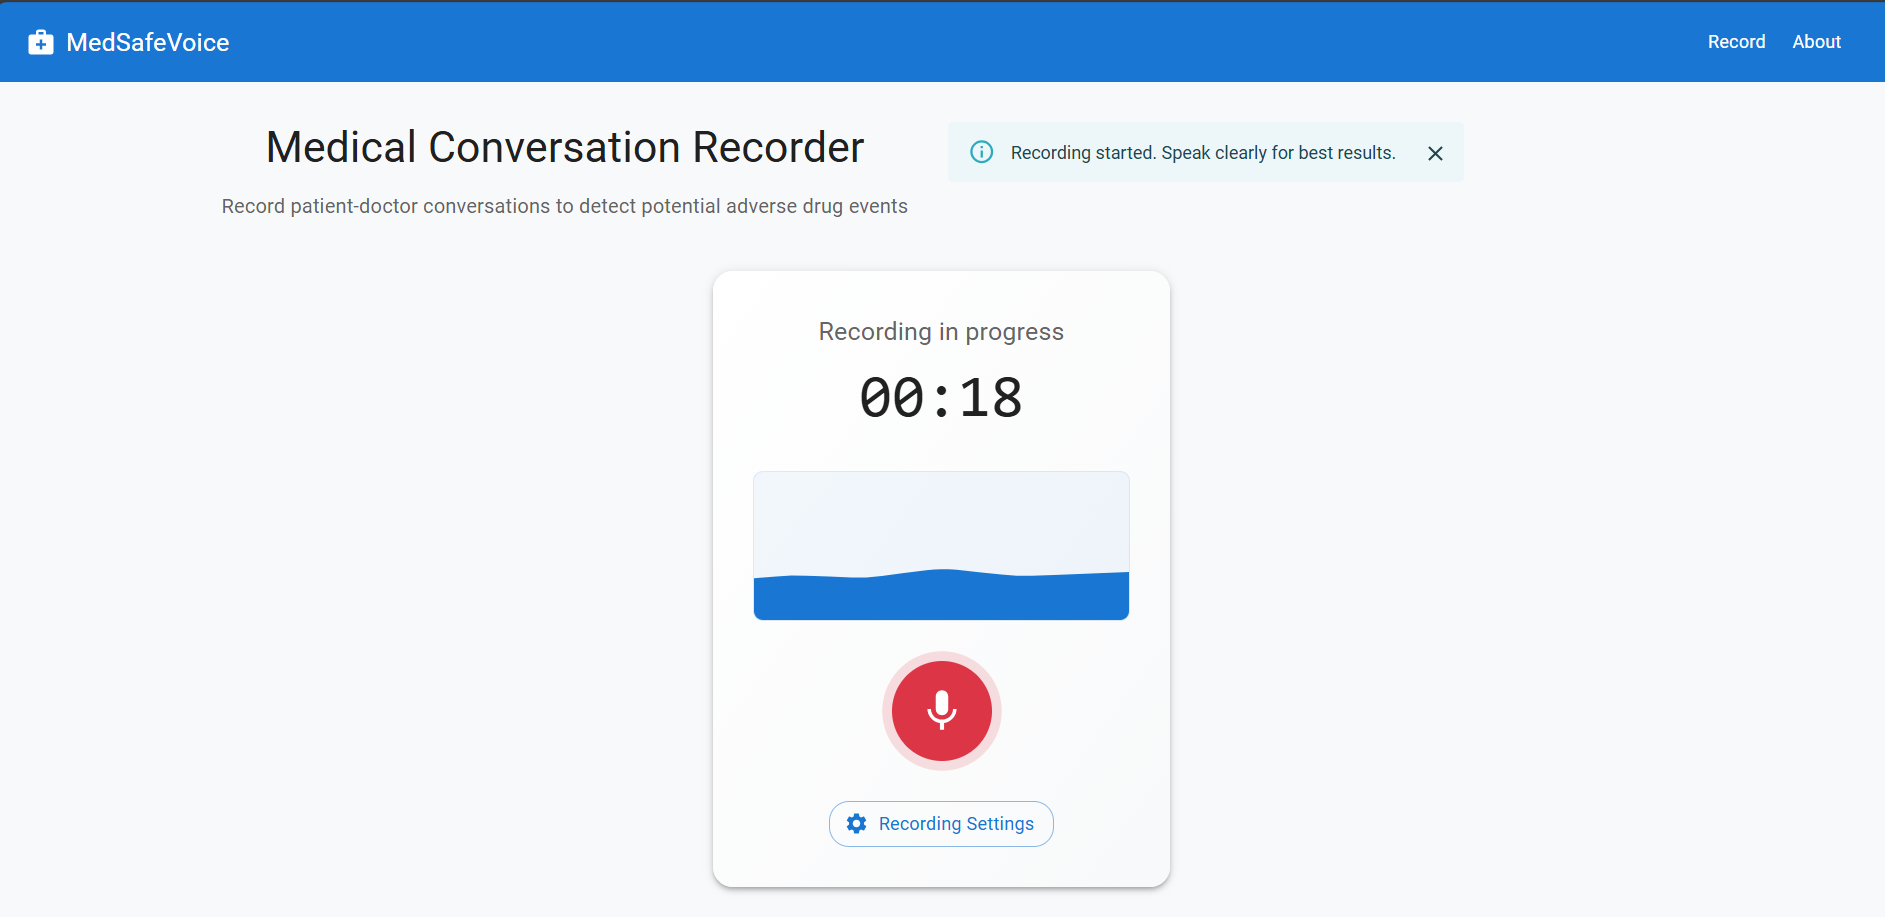 MedSafeVoice
Record
About
Medical Conversation Recorder
Recording started. Speak clearly for best results.
Record patient-doctor conversations to detect potential adverse drug events
Recording in progress
00:18
Recording Settings